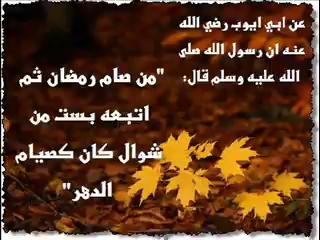 عن ابي ايوب رضي الله
عنه ان رسول الله صلى
الله عليه وسلم قال:
"من صام رمضان ثم
اتبعه بست من
شوال كان كصيام
الدهر"